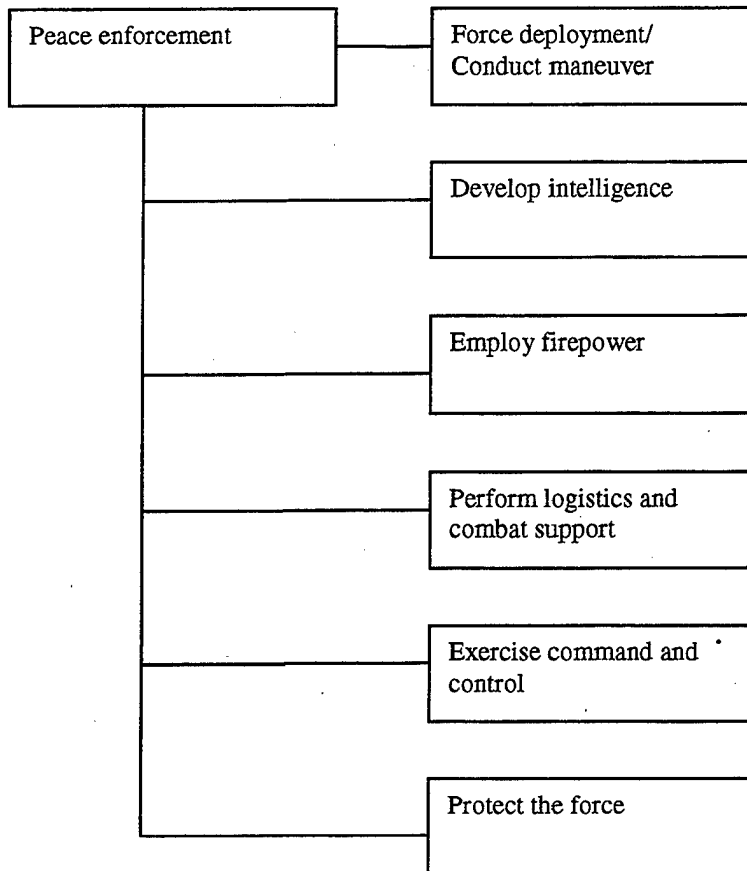 Peace enforcement
Force deployment/
Conduct maneuver
Develop intelligence
Employ firepower
Perform logistics and
combat support
Exercise command and
control
Protect the force